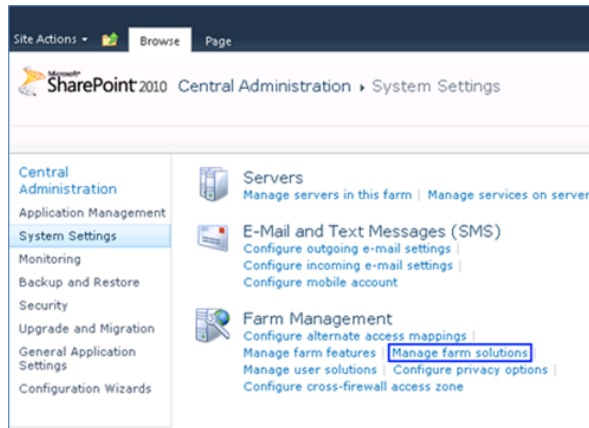 Site Actions Browse Page
Microsoft
SharePoint 2010 Central Administration System Settings
Central
Administration
Application Management
System Settings
Monitoring
Backup and Restore
Security
Upgrade and Migration
General Application
Settings
Configuration Wizards
Servers
Manage servers in this farm | Manage services on server
E-Mail and Text Messages (SMS)
Configure outgoing e-mail settings |
Configure incoming e-mail settings |
Configure mobile account
Farm Management
Configure alternate access mappings |
Manage farm features | Manage farm solutions |
Manage user solutions | Configure privacy options |
Configure cross-firewall access zone